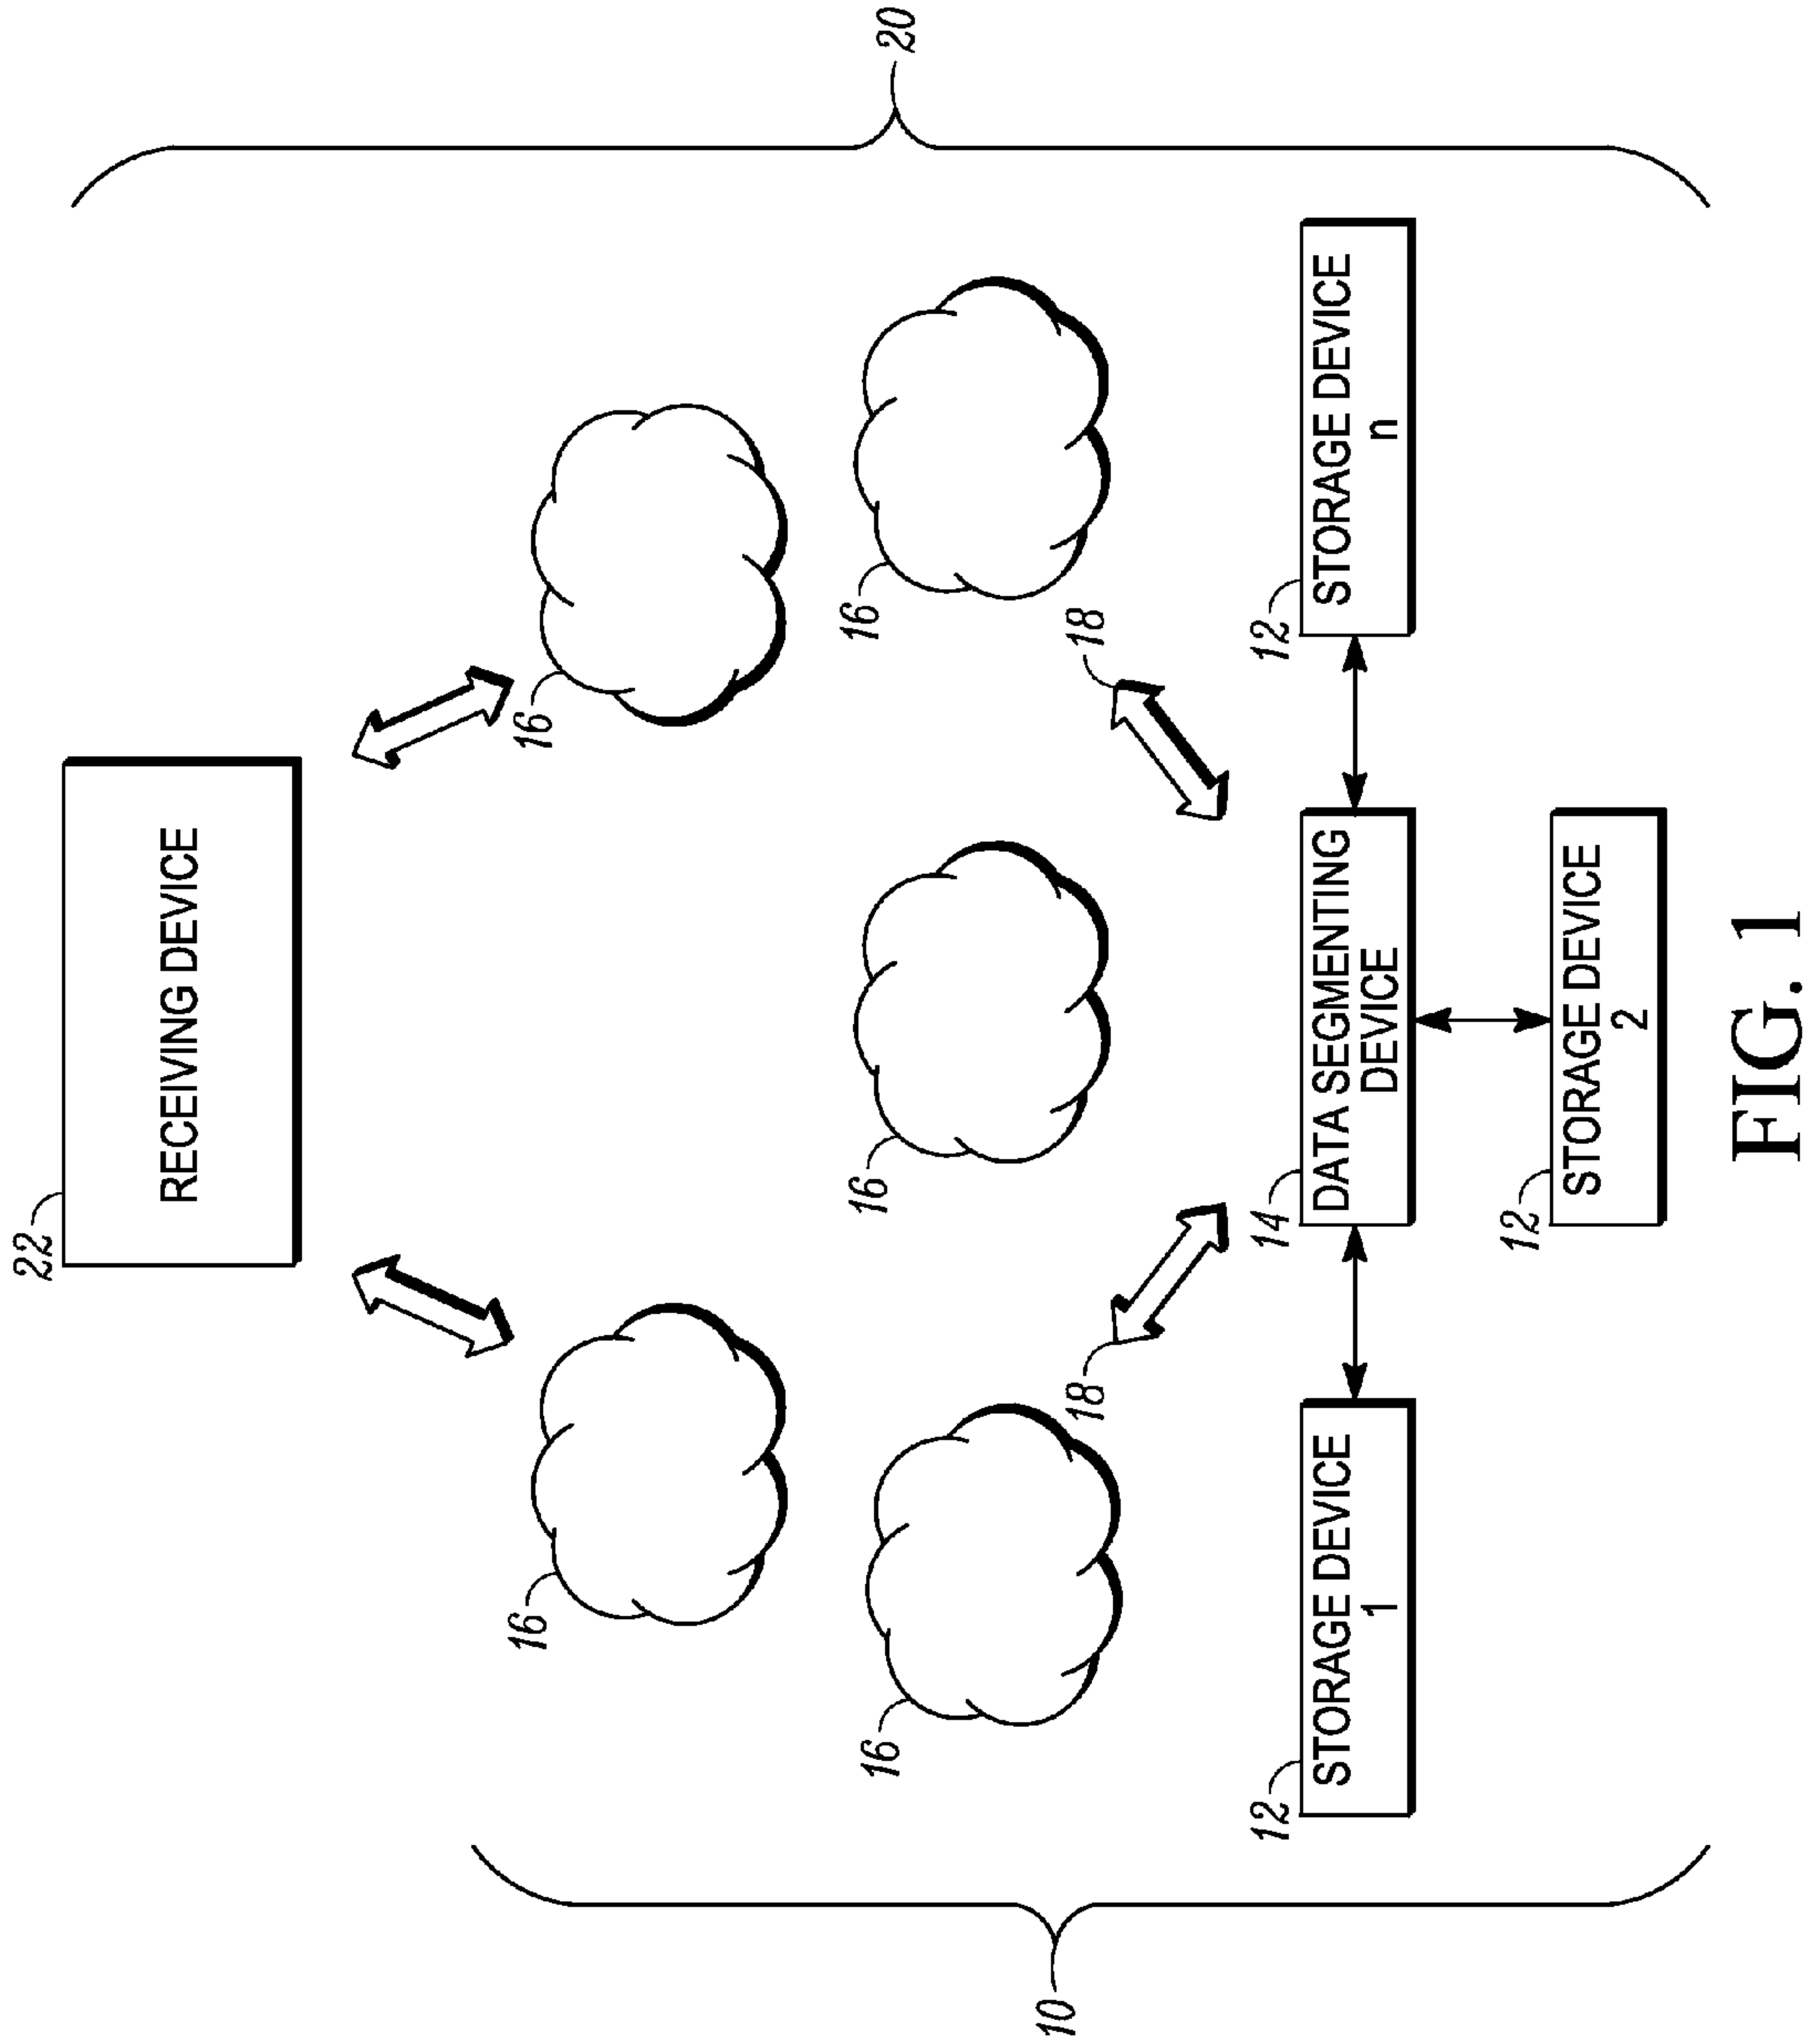 20
22
RECEIVING DEVICE
16
16
16
16
16
18
18
12
STORAGE DEVICE
1
14
DATA SEGMENTING
DEVICE
12
STORAGE DEVICE
n
12
STORAGE DEVICE
2
10
FIG. 1